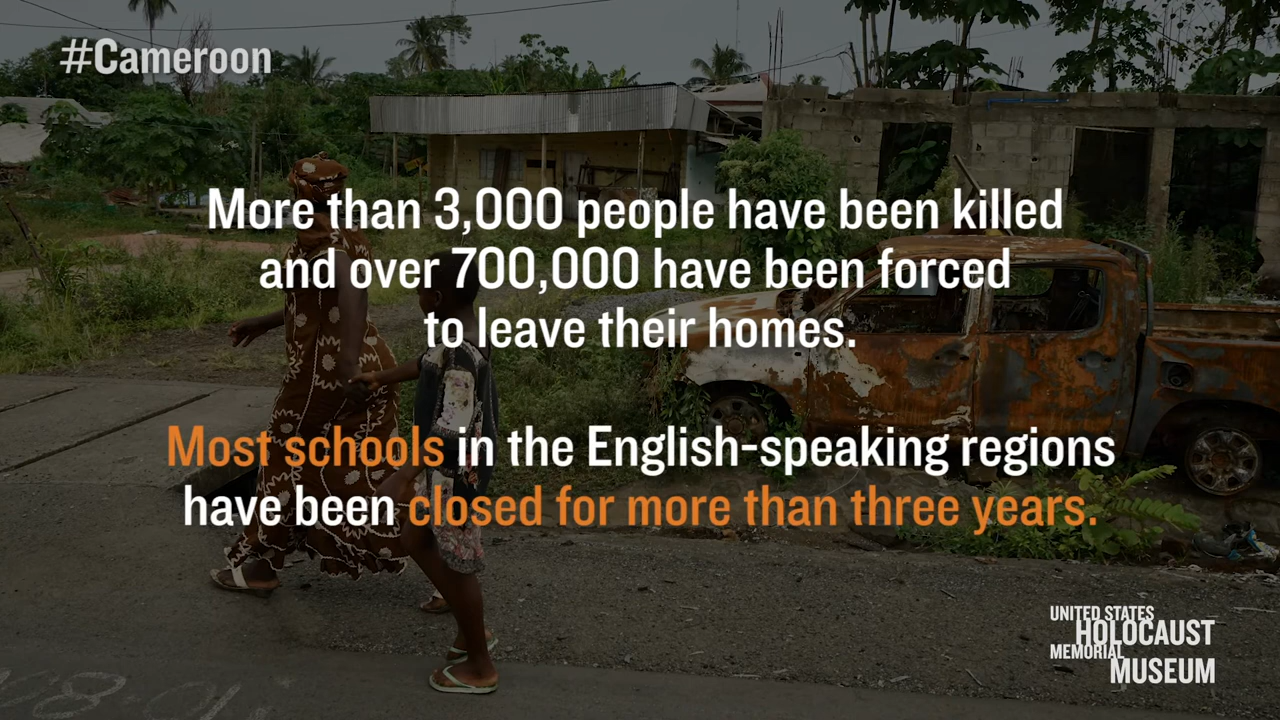 #Cameroon
More than 3,000 people have been killed
and over 700,000 have been forced
to leave their homes.
Most schools in the English-speaking regions
have been closed for more than three years.
UNITED STATES
HOLOCAUST
MEMORIAL
MUSEUM